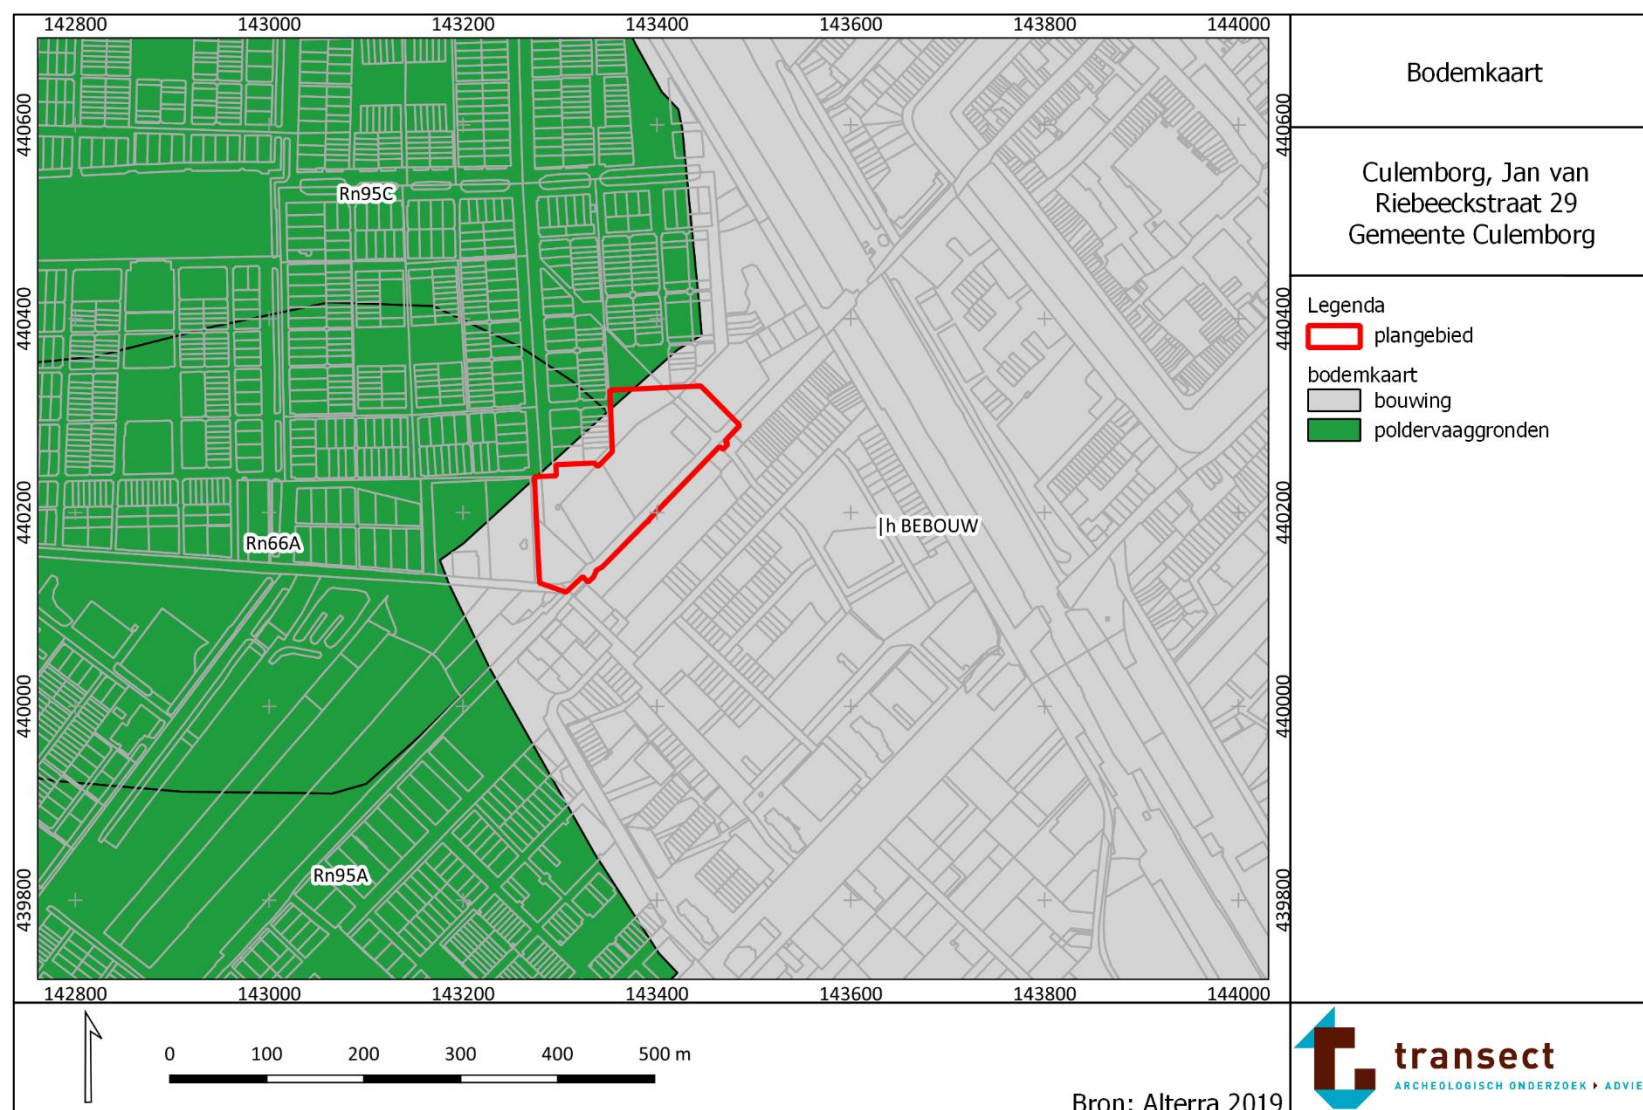 142800 143000 143200 143400 143600 143800 144000
440600
440400
440200
440000
439800
440600
440400
440200
440000
439800
Rn95C
Rn66A
|h BEBOUW
Rn95A
142800 143000 143200 143400 143600 143800 144000
Bodemkaart
Culemborg, Jan van
Riebeeckstraat 29
Gemeente Culemborg
Legenda
plangebied
bodemkaart
bouwing
poldervaaggronden
0 100 200 300 400 500 m
Bron: Alterra 2019
transect
ARCHEOLOGISCH ONDERZOEK ▸ ADVIE